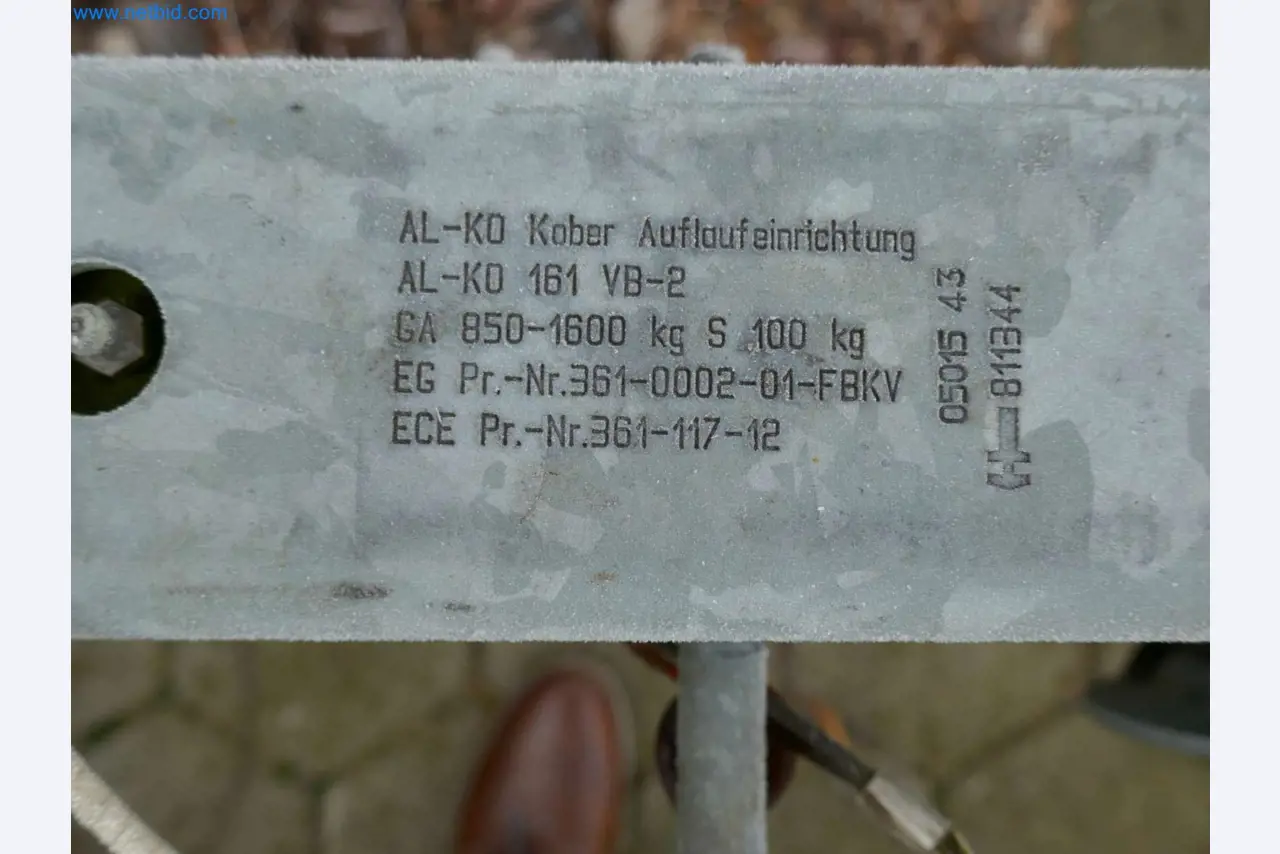 www.netbid.com
AL-KO Kober Auflaufeinrichtung
AL-KO 161 VB-2
GA 850-1600 kg S 100 kg
EG Pr.-Nr.361-0002-01-FBKV
ECE Pr.-Nr.361-117-12
05015 43
811344